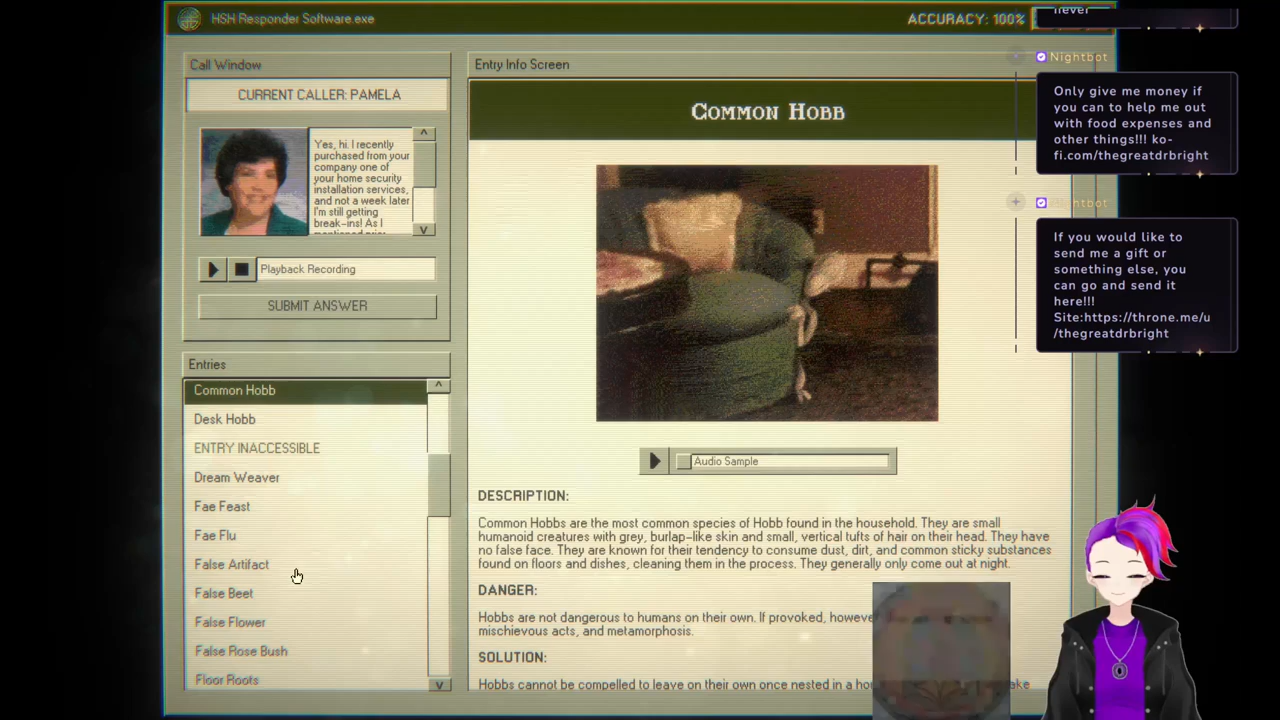 HSH Responder Software.exe
ACCURACY: 100%
never
Call Window
CURRENT CALLER: PAMELA
Yes, hi. I recently
purchased from your
company one of
your home security
installation services,
and not a week later
I'm still getting
break-ins! As I
mentioned prior
Playback Recording
SUBMIT ANSWER
Entries
Common Hobb
Desk Hobb
ENTRY INACCESSIBLE
Dream Weaver
Fae Feast
Fae Flu
False Artifact
False Beet
False Flower
False Rose Bush
Floor Roots
Entry Info Screen
Common Hobb
Audio Sample
DESCRIPTION:
Common Hobbs are the most common species of Hobb found in the household. They are small
humanoid creatures with grey, burlap-like skin and small, vertical tufts of hair on their head. They have
no false face. They are known for their tendency to consume dust, dirt, and common sticky substances
found on floors and dishes, cleaning them in the process. They generally only come out at night.
DANGER:
Hobbs are not dangerous to humans on their own. If provoked, howeve
mischievous acts, and metamorphosis.
SOLUTION:
Hobbs cannot be compelled to leave on their own once nested in a hou
Nightbot
Only give me money if
you can to help me out
with food expenses and
other things!!! ko-
fi.com/thegreatdrbright
Nightbot
If you would like to
send me a gift or
something else, you
can go and send it
here!!!
Site:https://throne.me/u
/thegreatdrbright